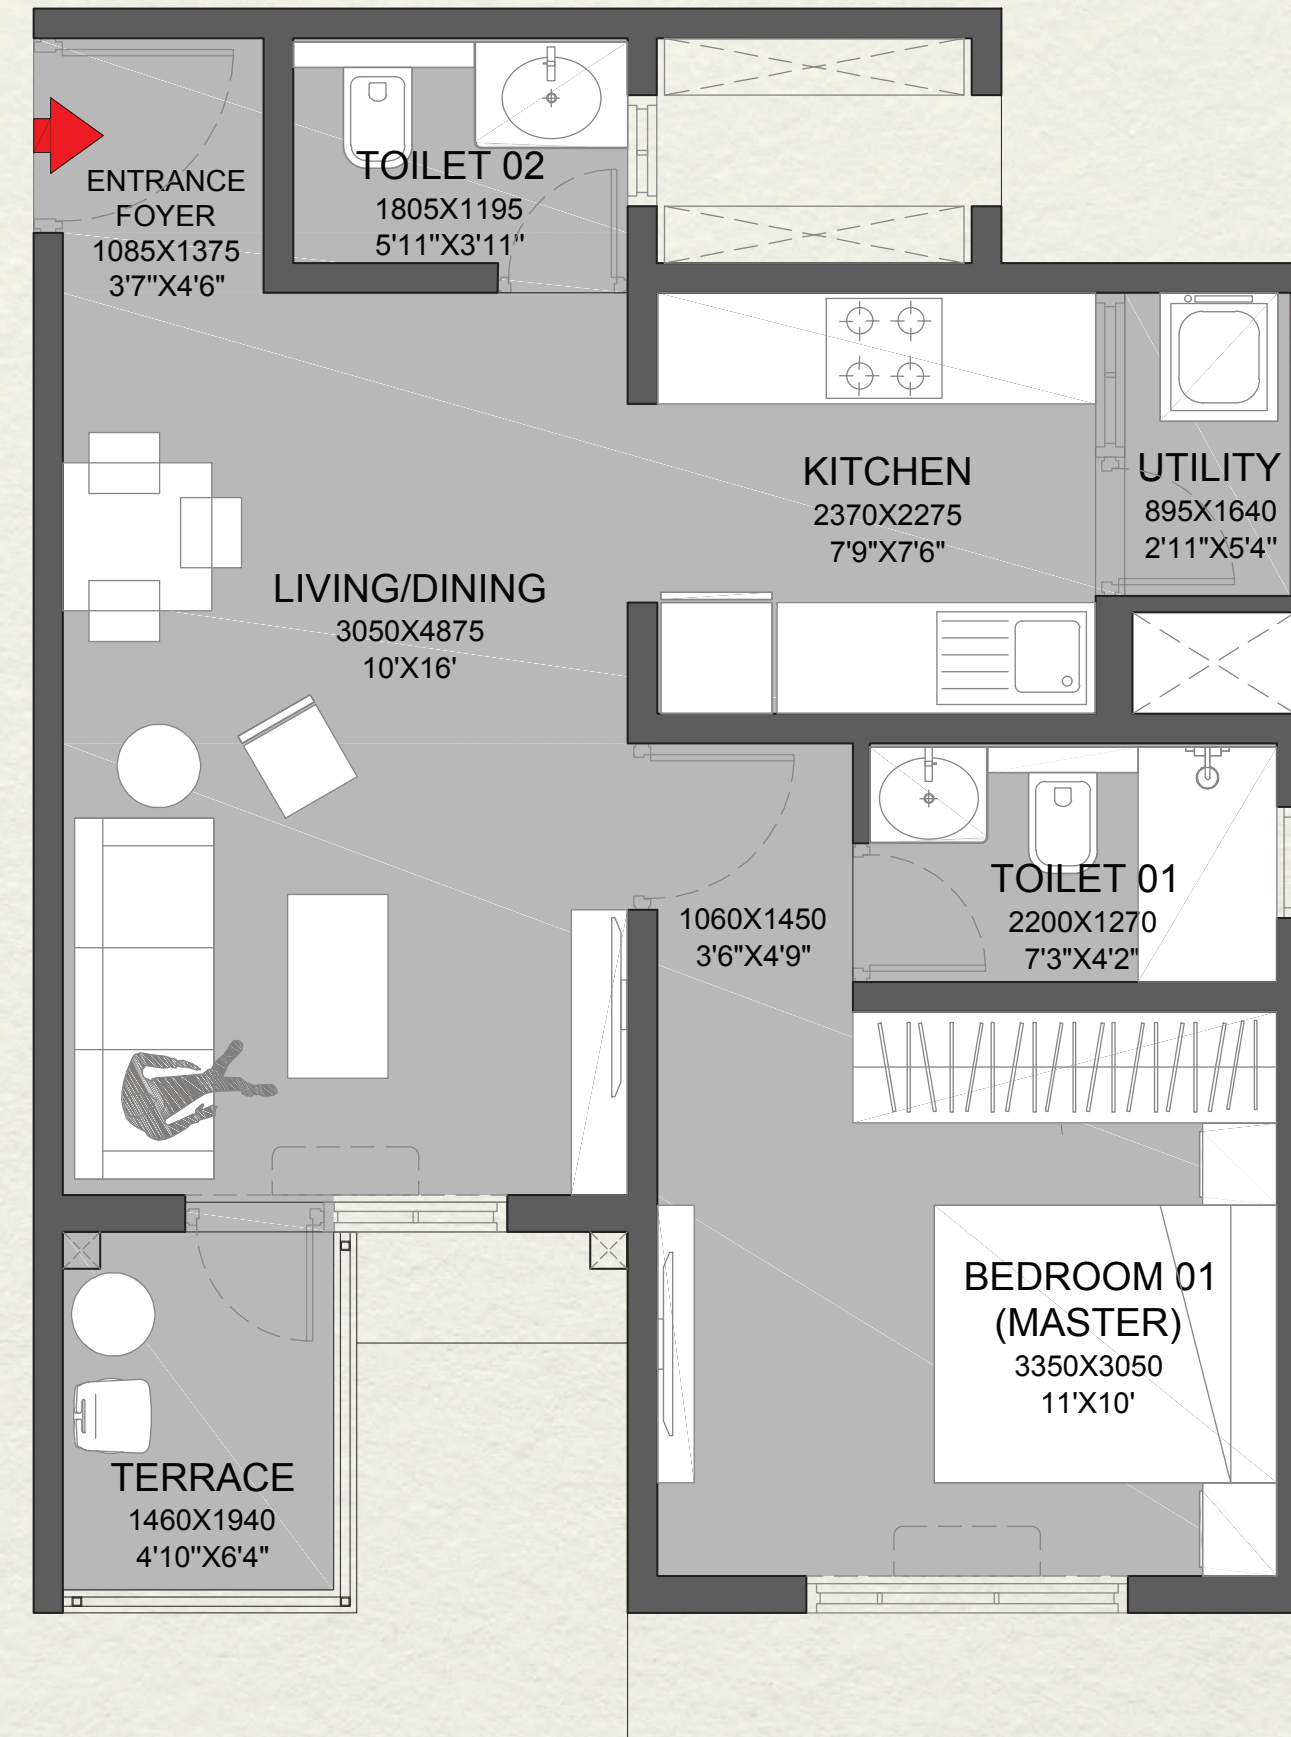 ENTRANCE
FOYER
1085X1375
3'7"X4'6"
TOILET 02
1805X1195
5'11"X3'11"
KITCHEN
2370X2275
7'9"X7'6"
UTILITY
895X1640
2'11"X5'4"
LIVING/DINING
3050X4875
10'X16'
1060X1450
3'6"X4'9"
TOILET 01
2200X1270
7'3"X4'2"
BEDROOM 01
(MASTER)
3350X3050
11'X10'
TERRACE
1460X1940
4'10"X6'4"